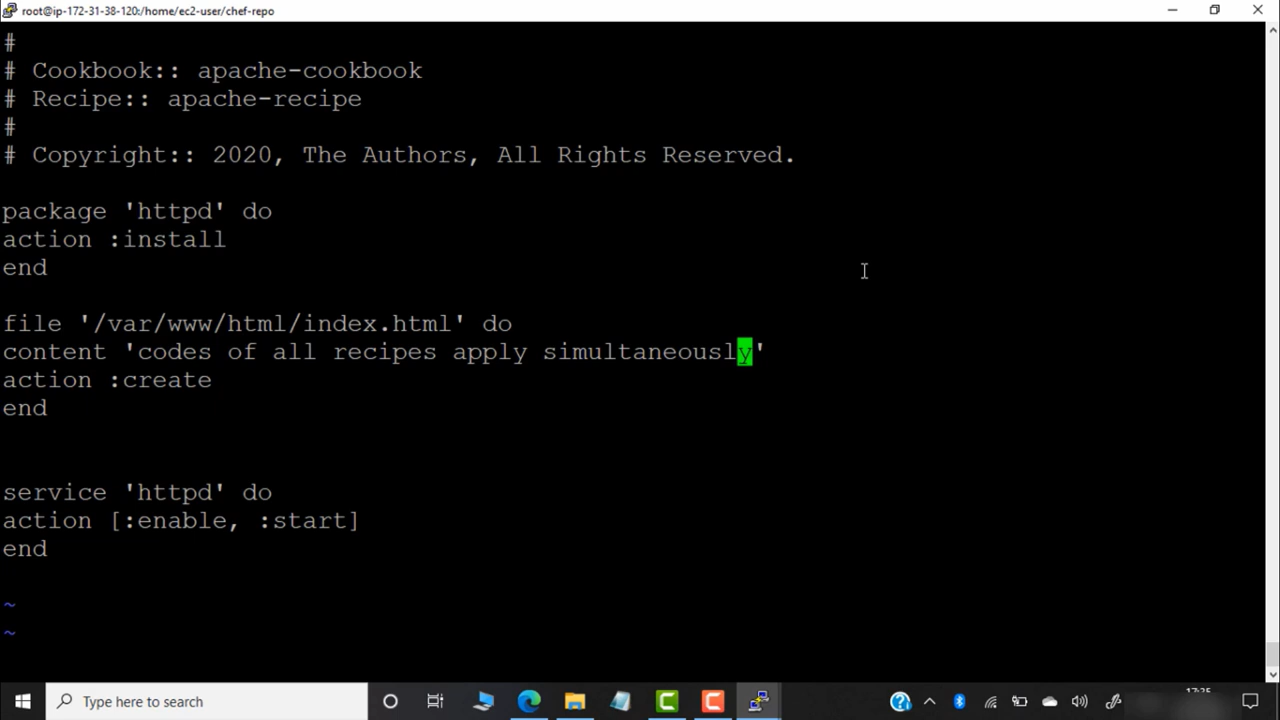 root@ip-172-31-38-120:/home/ec2-user/chef-repo
#
# Cookbook:: apache-cookbook
# Recipe:: apache-recipe
#
# Copyright:: 2020, The Authors, All Rights Reserved.
package 'httpd' do
action :install
end
file '/var/www/html/index.html' do
content 'codes of all recipes apply simultaneously'
action :create
end
service 'httpd' do
action [:enable, :start]
end
~
~
Type here to search